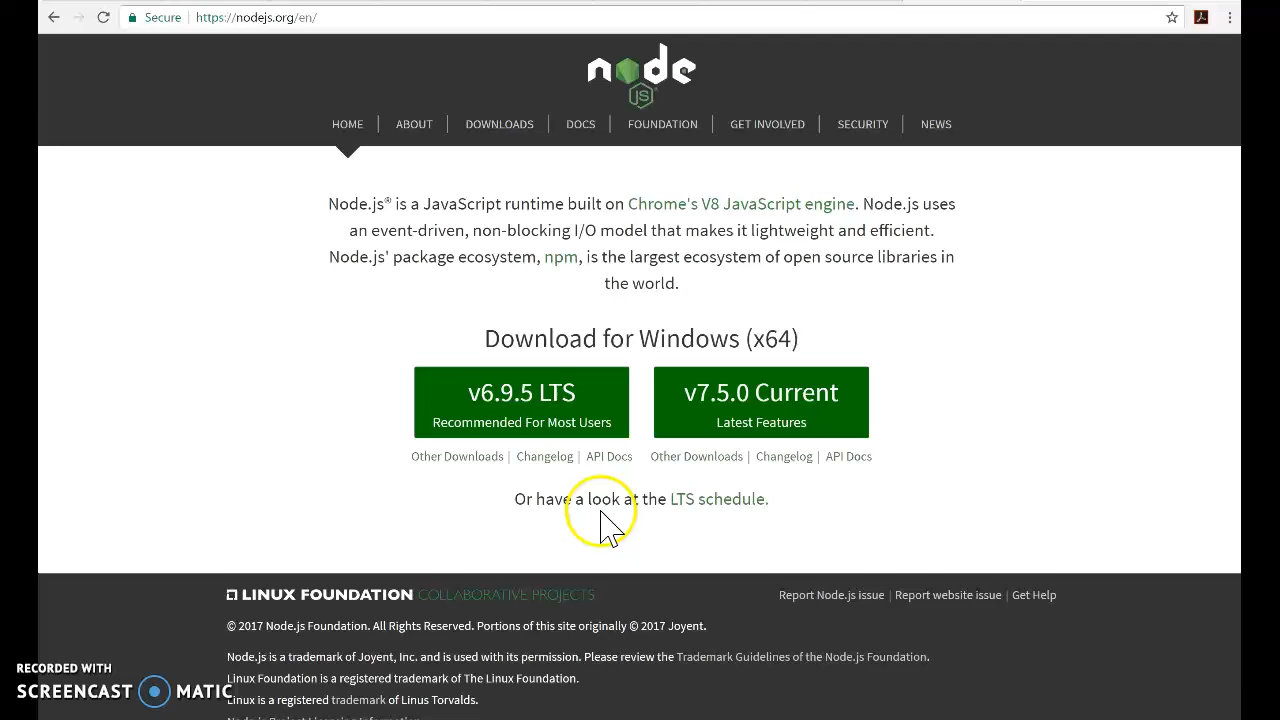 Secure https://nodejs.org/en/
node
JS
HOME ABOUT DOWNLOADS DOCS FOUNDATION GET INVOLVED SECURITY NEWS
Node.js® is a JavaScript runtime built on Chrome's V8 JavaScript engine. Node.js uses
an event-driven, non-blocking I/O model that makes it lightweight and efficient.
Node.js' package ecosystem, npm, is the largest ecosystem of open source libraries in
the world.
Download for Windows (x64)
v6.9.5 LTS
Recommended For Most Users
v7.5.0 Current
Latest Features
Other Downloads | Changelog | API Docs
Other Downloads | Changelog | API Docs
Or have a look at the LTS schedule.
LINUX FOUNDATION COLLABORATIVE PROJECTS
Report Node.js issue | Report website issue | Get Help
© 2017 Node.js Foundation. All Rights Reserved. Portions of this site originally © 2017 Joyent.
Node.js is a trademark of Joyent, Inc. and is used with its permission. Please review the Trademark Guidelines of the Node.js Foundation.
Linux Foundation is a registered trademark of The Linux Foundation.
Linux is a registered trademark of Linus Torvalds.
Node.js Project Licensing Information.
RECORDED WITH
SCREENCAST MATIC